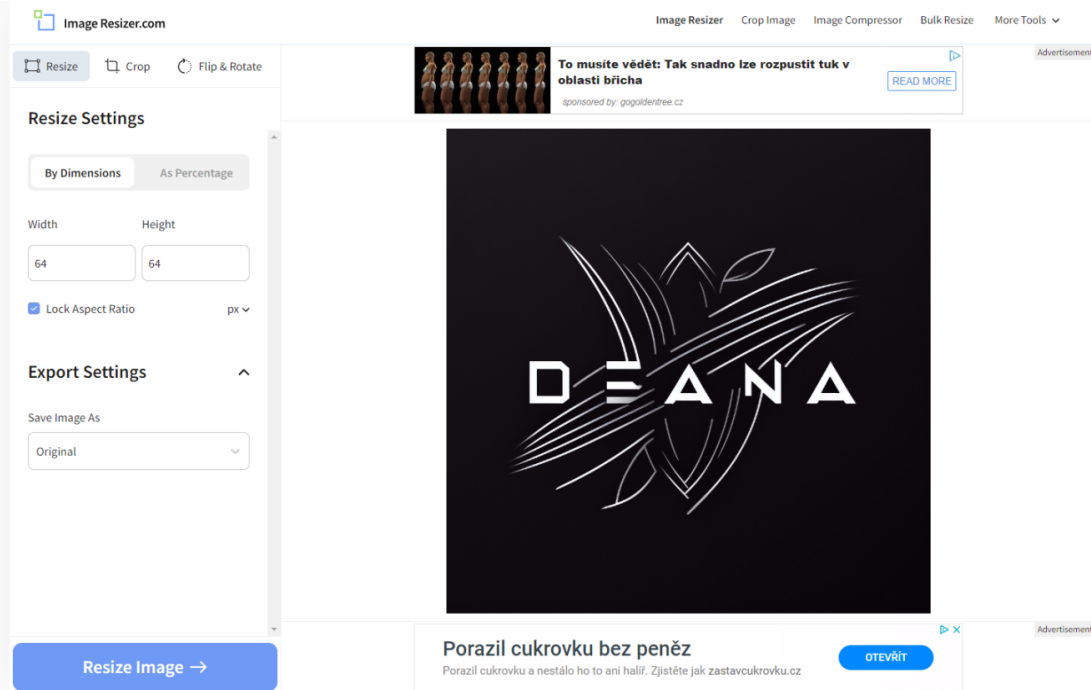 Image Resizer.com
Image Resizer Crop Image Image Compressor Bulk Resize More Tools
Resize Crop Flip & Rotate
Resize Settings
By Dimensions As Percentage
Width Height
64 64
Lock Aspect Ratio px
Export Settings
Save Image As
Original
Resize Image →
Advertisement
To musíte vědět: Tak snadno lze rozpustit tuk v
oblasti břicha
sponsored by: gogoldentree.cz
READ MORE
DEANA
Advertisement
Porazil cukrovku bez peněz
Porazil cukrovku a nestálo ho to ani halíř. Zjistěte jak zastavcukrovku.cz
OTEVŘÍT